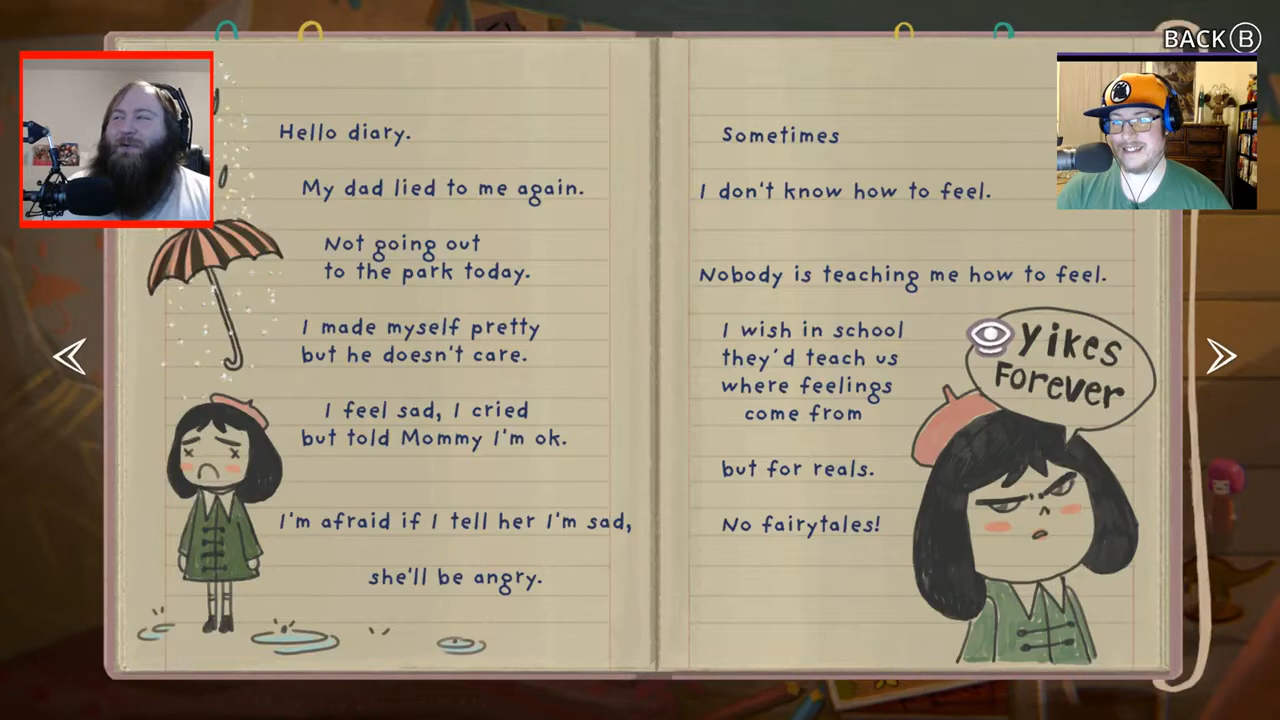 BACK B
Hello diary.
My dad lied to me again.
Not going out
to the park today.
I made myself pretty
but he doesn't care.
I feel sad, I cried
but told Mommy I'm ok.
I'm afraid if I tell her I'm sad,
she'll be angry.
Sometimes
I don't know how to feel.
Nobody is teaching me how to feel.
I wish in school
they'd teach us
where feelings
come from
but for reals.
No fairytales!
Yikes
Forever